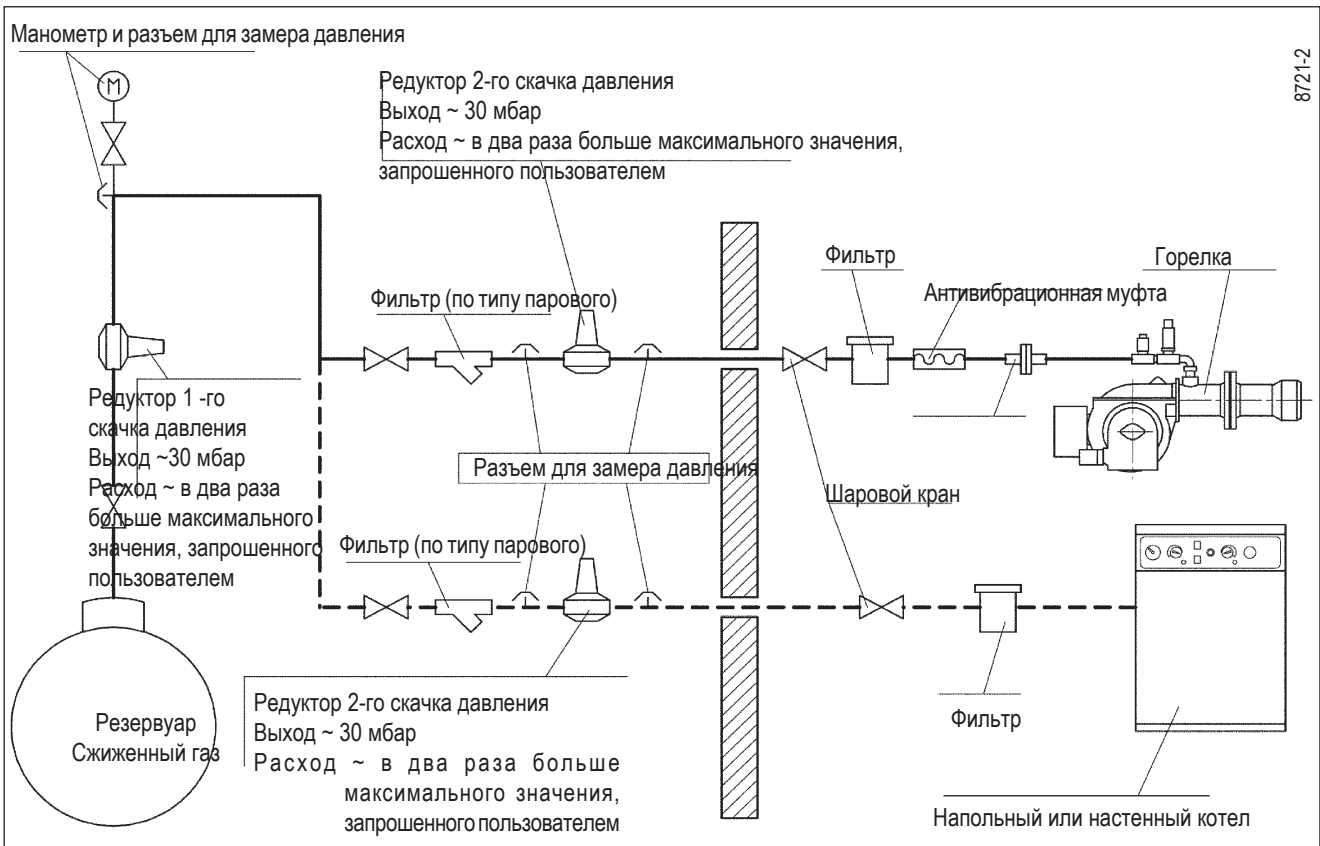 Манометр и разъем для замера давления
М
8721-2
Редуктор 2-го скачка давления
Выход ~ 30 мбар
Расход ~ в два раза больше максимального значения,
запрошенного пользователем
Фильтр
Горелка
Фильтр (по типу парового)
Антивибрационная муфта
Редуктор 1 -го
скачка давления
Выход ~30 мбар
Расход ~ в два раза
больше максимального
значения, запрошенного
пользователем
Разъем для замера давления
Шаровой кран
Фильтр (по типу парового)
Резервуар
Сжиженный газ
Редуктор 2-го скачка давления
Выход ~ 30 мбар
Расход ~ в два раза больше
максимального значения,
запрошенного пользователем
Фильтр
Напольный или настенный котел